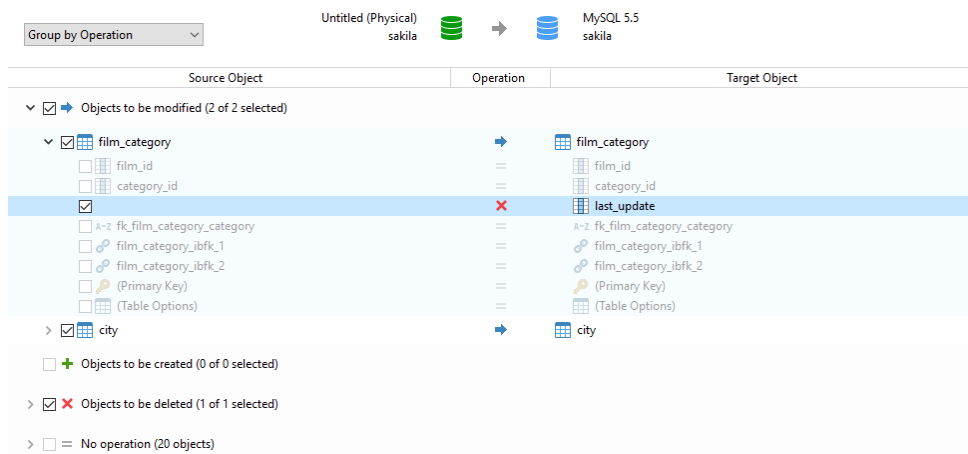 Untitled (Physical) MySQL 5.5
Group by Operation sakila sakila
Source Object Operation Target Object
Objects to be modified (2 of 2 selected)
film_category film_category
film_id = film_id
category_id = category_id
last_update
A-Z fk_film_category_category = A-Z fk_film_category_category
film_category_ibfk_1 = film_category_ibfk_1
film_category_ibfk_2 = film_category_ibfk_2
(Primary Key) = (Primary Key)
(Table Options) = (Table Options)
city city
Objects to be created (0 of 0 selected)
Objects to be deleted (1 of 1 selected)
= No operation (20 objects)